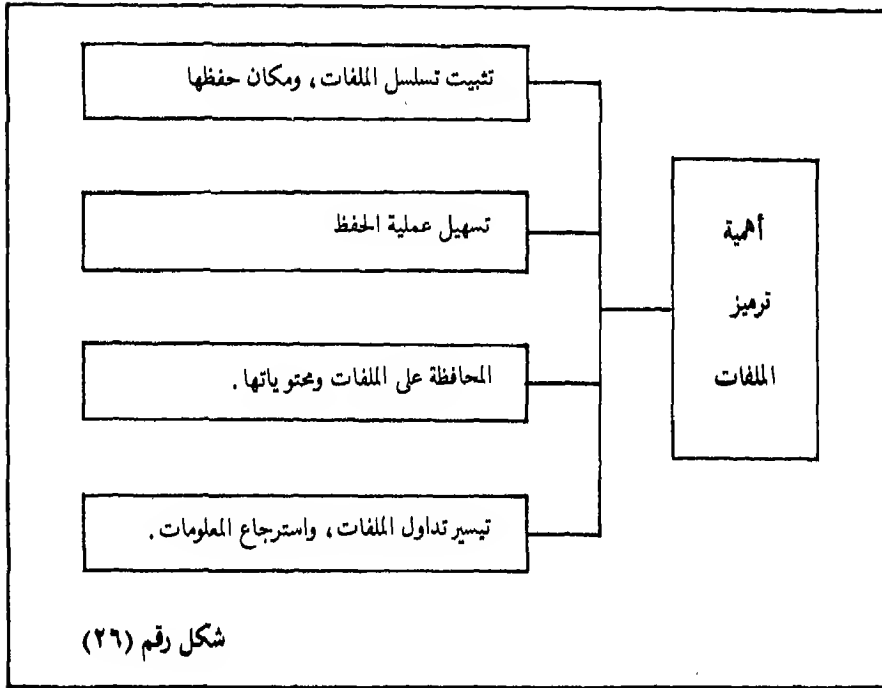 أهمية
ترميز
الملفات
تثبيت تسلسل الملفات، ومكان حفظها
تسهيل عملية الحفظ
المحافظة على الملفات ومحتوياتها.
تيسير تداول الملفات، واسترجاع المعلومات.
شكل رقم (٢٦)